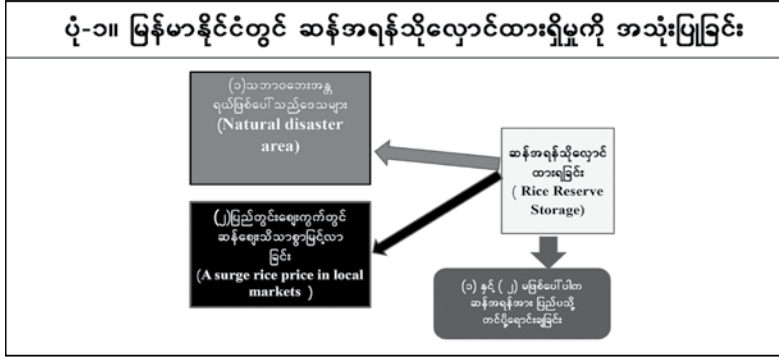 ပုံ-၁။ မြန်မာနိုင်ငံတွင် ဆန်အရန်သိုလှောင်ထားရှိမှုကို အသုံးပြုခြင်း
(၁)သဘာဝဘေးအန္တ
ရယ်ဖြစ်ပေါ်သည့်ဒေသများ
(Natural disaster
area)
(၂)ပြည်တွင်းဈေးကွက်တွင်
ဆန်ဈေးသိသာစွာမြင့်လာ
ခြင်း
(A surge rice price in local
markets )
ဆန်အရန်သိုလှောင်
ထားရခြင်း
( Rice Reserve
Storage)
(၁) နှင့် ( ၂) မဖြစ်ပေါ်ပါက
ဆန်အရန်အား ပြည်ပသို့
တင်ပို့ရောင်းချခြင်း